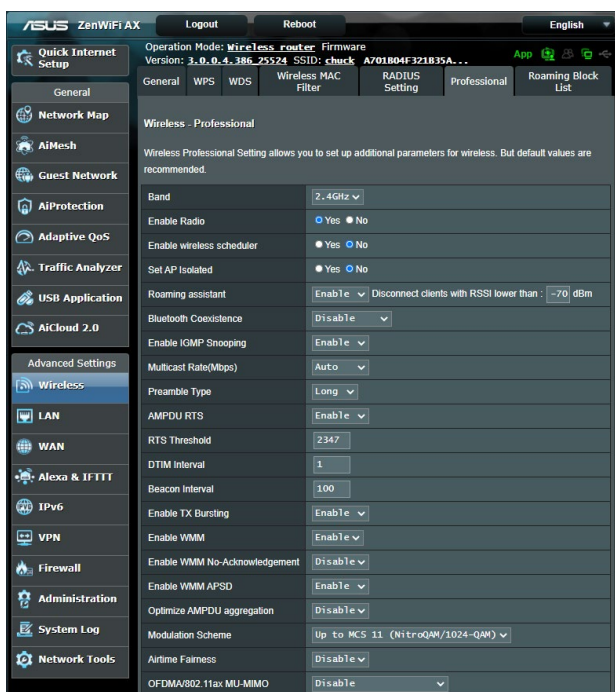 ASUS ZenWiFi AX
Logout
Reboot
English
Quick Internet
Setup
Operation Mode: Wireless router Firmware
Version: 3.0.0.4.386_25524 SSID: chuck A701B04F321B35A...
App
General
WPS
WDS
Wireless MAC
Filter
RADIUS
Setting
Professional
Roaming Block
List
General
Network Map
AiMesh
Guest Network
AiProtection
Adaptive QoS
Traffic Analyzer
USB Application
AiCloud 2.0
Advanced Settings
Wireless
LAN
WAN
Alexa & IFTTT
IPv6
VPN
Firewall
Administration
System Log
Network Tools
Wireless - Professional
Wireless Professional Setting allows you to set up additional parameters for wireless. But default values are
recommended.
Band 2.4GHz
Enable Radio Yes No
Enable wireless scheduler Yes No
Set AP Isolated Yes No
Roaming assistant Enable Disconnect clients with RSSI lower than : -70 dBm
Bluetooth Coexistence Disable
Enable IGMP Snooping Enable
Multicast Rate(Mbps) Auto
Preamble Type Long
AMPDU RTS Enable
RTS Threshold 2347
DTIM Interval 1
Beacon Interval 100
Enable TX Bursting Enable
Enable WMM Enable
Enable WMM No-Acknowledgement Disable
Enable WMM APSD Enable
Optimize AMPDU aggregation Disable
Modulation Scheme Up to MCS 11 (NitroQAM/1024-QAM)
Airtime Fairness Disable
OFDMA/802.11ax MU-MIMO Disable